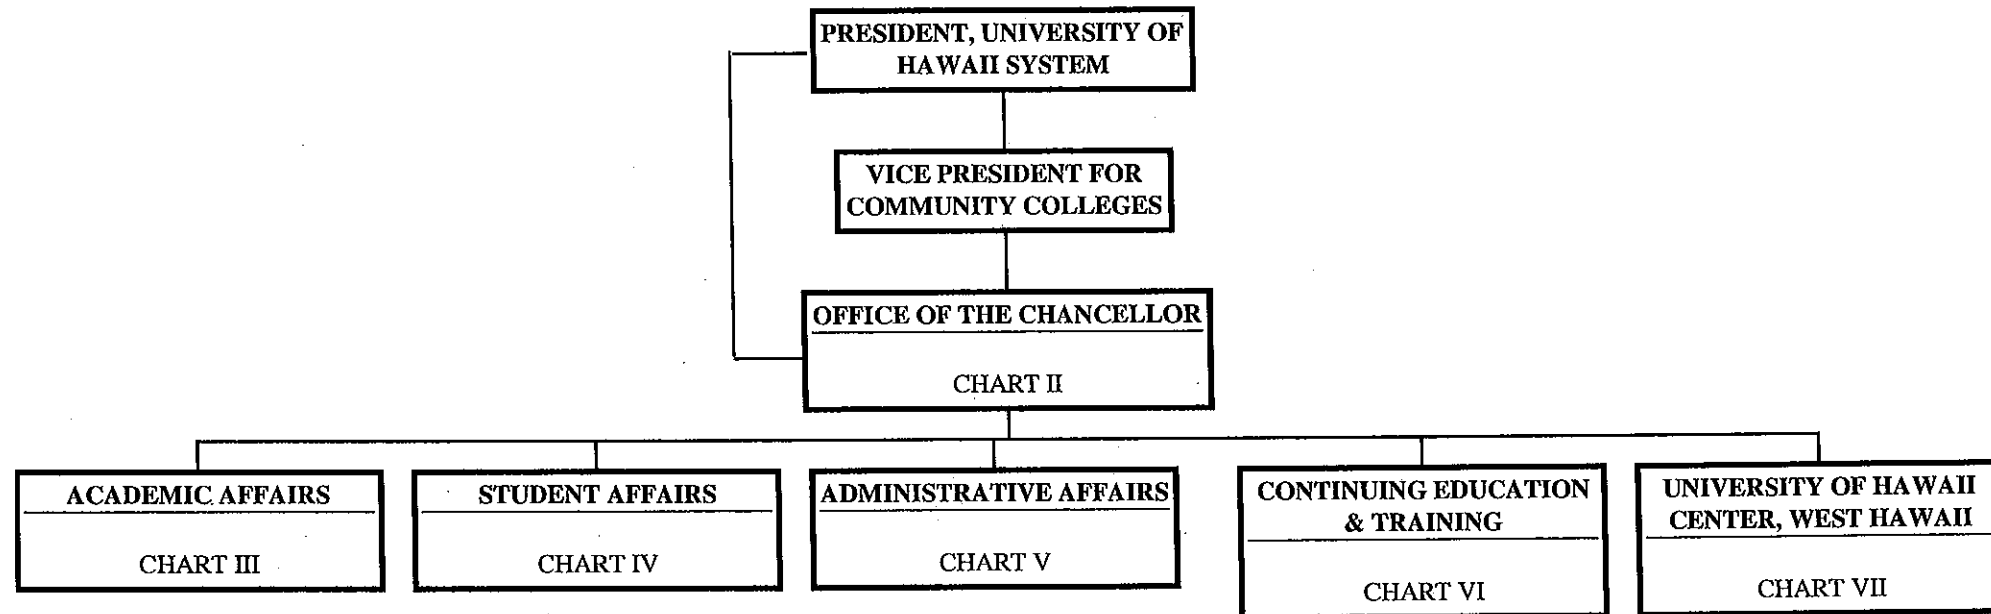 PRESIDENT, UNIVERSITY OF
HAWAII SYSTEM
VICE PRESIDENT FOR
COMMUNITY COLLEGES
OFFICE OF THE CHANCELLOR
CHART II
ACADEMIC AFFAIRS
CHART III
STUDENT AFFAIRS
CHART IV
ADMINISTRATIVE AFFAIRS
CHART V
CONTINUING EDUCATION
& TRAINING
CHART VI
UNIVERSITY OF HAWAII
CENTER, WEST HAWAII
CHART VII